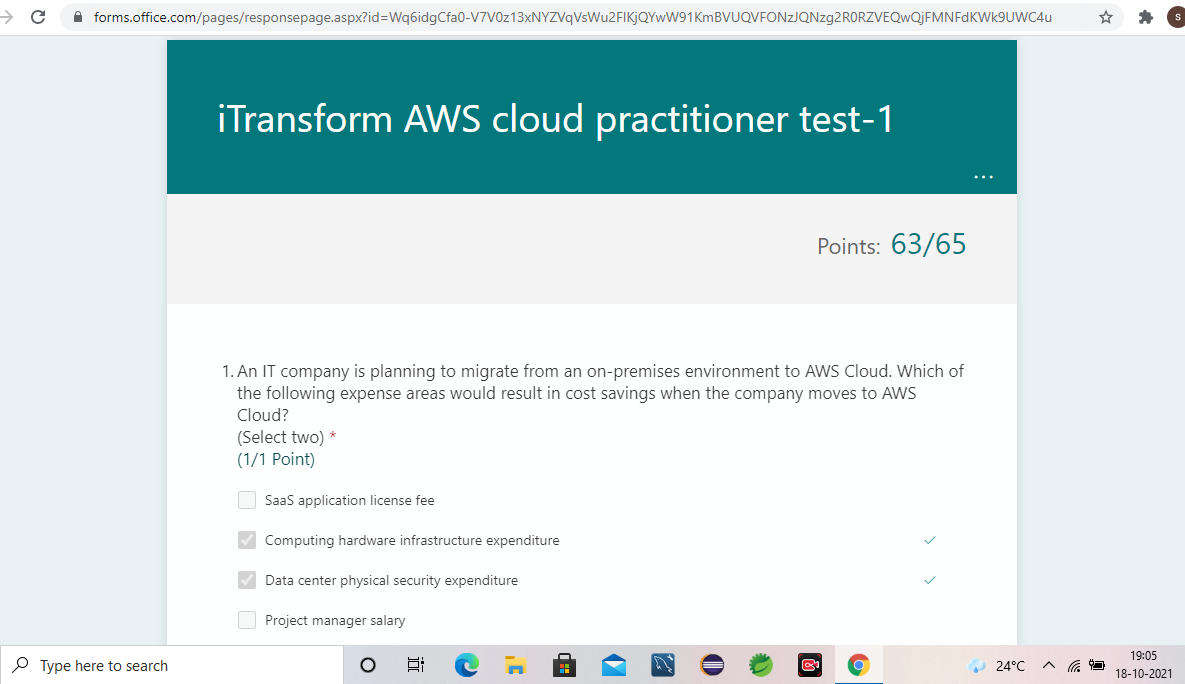 forms.office.com/pages/responsepage.aspx?id=Wq6idgCfa0-V7V0z13xNYZVqVsWu2FIKjQYwW91KmBVUQVFONzJQNzg2R0RZVEQwQjFMNFdKWk9UWC4u
S
iTransform AWS cloud practitioner test-1
...
Points: 63/65
1. An IT company is planning to migrate from an on-premises environment to AWS Cloud. Which of
the following expense areas would result in cost savings when the company moves to AWS
Cloud?
(Select two) *
(1/1 Point)
SaaS application license fee
Computing hardware infrastructure expenditure
Data center physical security expenditure
Project manager salary
Type here to search
24°C
19:05
18-10-2021